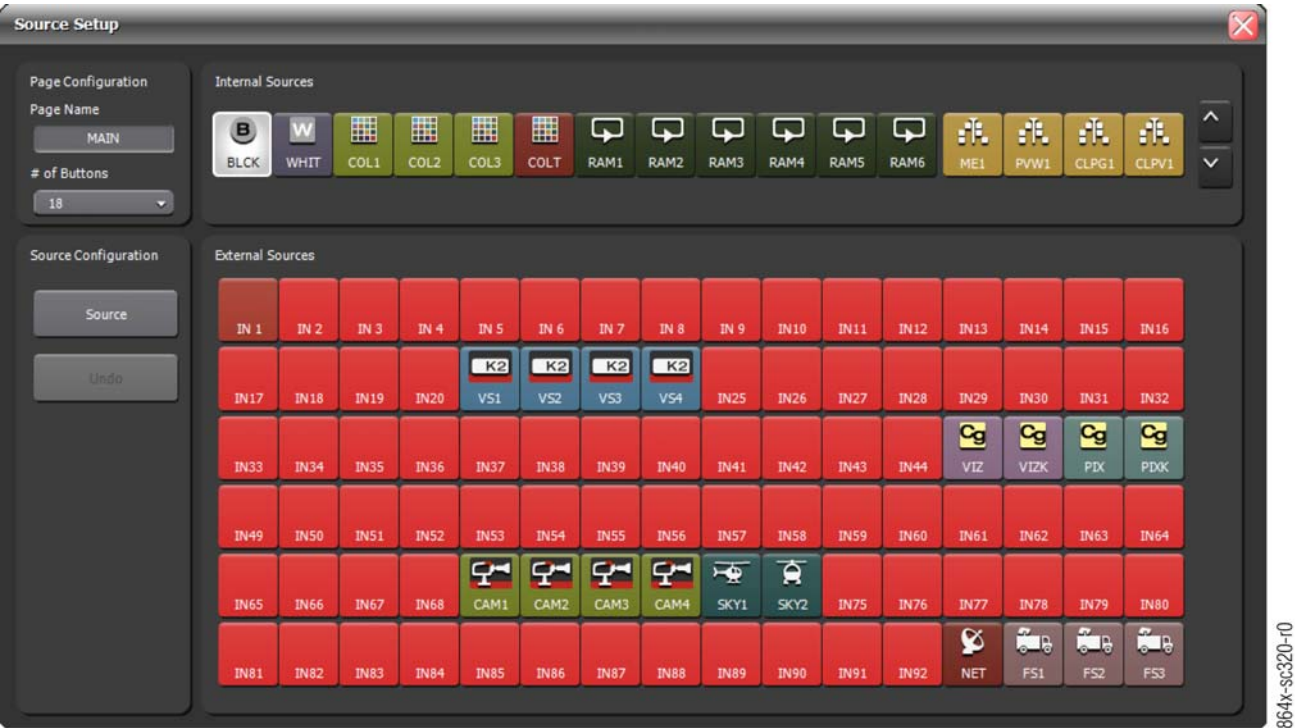 Source Setup
Page Configuration
Page Name
MAIN
# of Buttons
18
Internal Sources
B W
BLCK WHIT COL1 COL2 COL3 COLT RAM1 RAM2 RAM3 RAM4 RAM5 RAM6 ME1 PVW1 CLPG1 CLPV1
Source Configuration
Source
Undo
External Sources
IN 1 IN 2 IN 3 IN 4 IN 5 IN 6 IN 7 IN 8 IN 9 IN10 IN11 IN12 IN13 IN14 IN15 IN16
K2 K2 K2 K2
IN17 IN18 IN19 IN20 VS1 VS2 VS3 VS4 IN25 IN26 IN27 IN28 IN29 IN30 IN31 IN32
Cg Cg Cg Cg
IN33 IN34 IN35 IN36 IN37 IN38 IN39 IN40 IN41 IN42 IN43 IN44 VIZ VIZK PIX PIXK
IN49 IN50 IN51 IN52 IN53 IN54 IN55 IN56 IN57 IN58 IN59 IN60 IN61 IN62 IN63 IN64
IN65 IN66 IN67 IN68 CAM1 CAM2 CAM3 CAM4 SKY1 SKY2 IN75 IN76 IN77 IN78 IN79 IN80
IN81 IN82 IN83 IN84 IN85 IN86 IN87 IN88 IN89 IN90 IN91 IN92 NET FS1 FS2 FS3
864x-sc320-r0